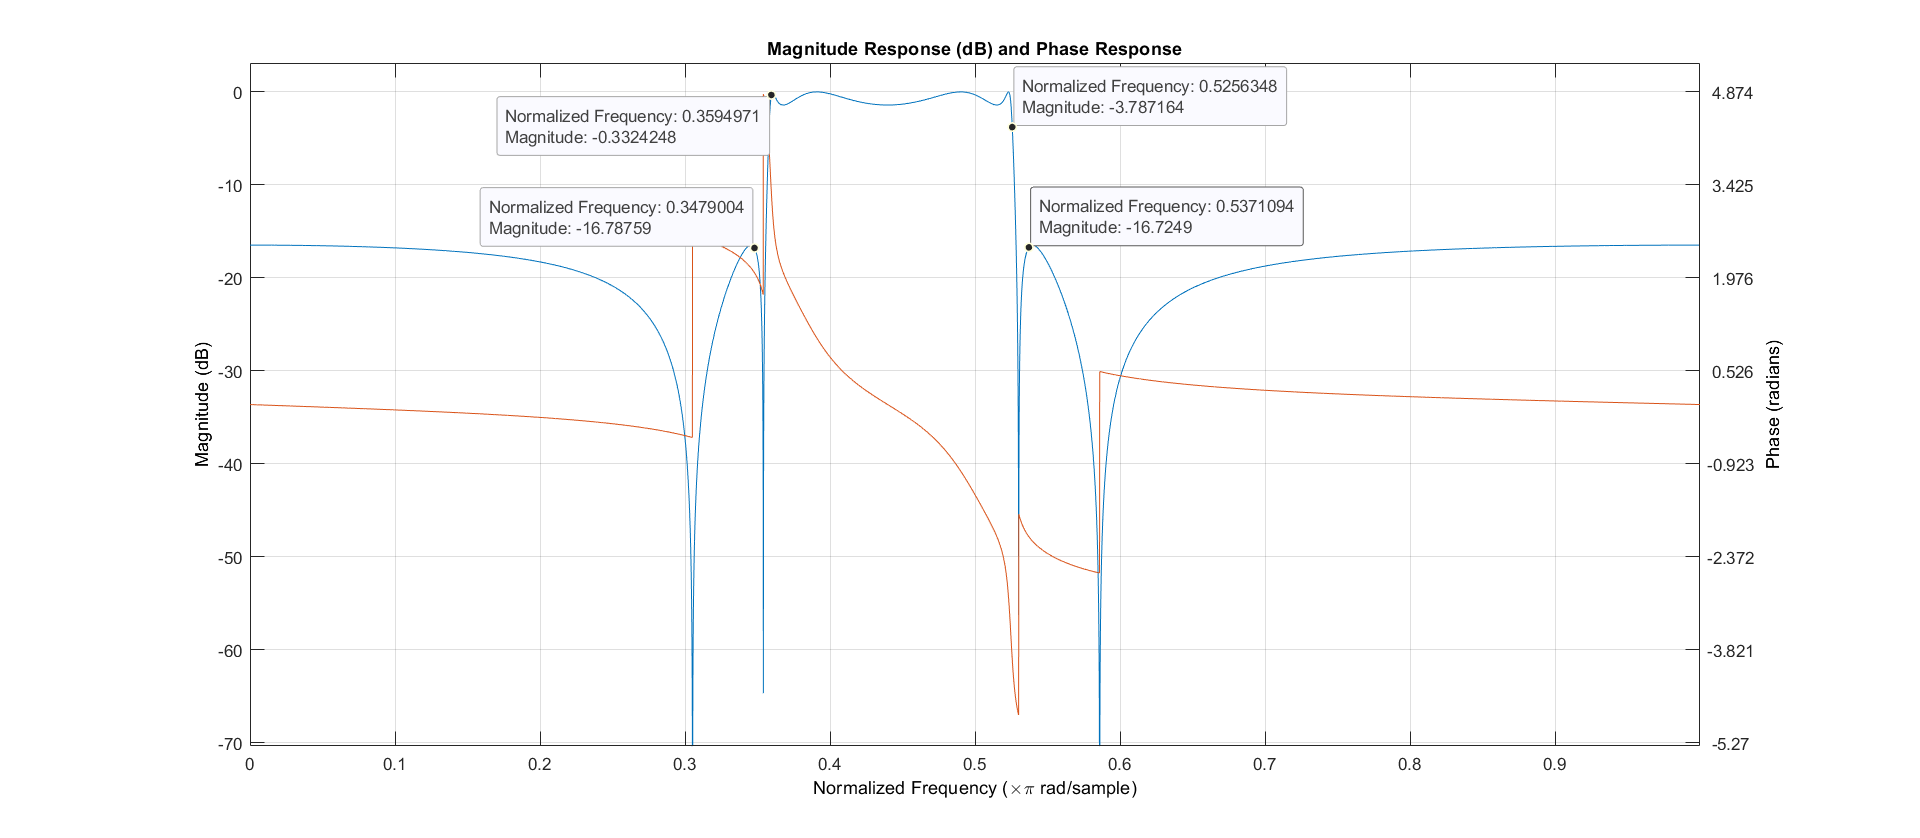 Magnitude Response (dB) and Phase Response
Normalized Frequency: 0.3594971
Magnitude: -0.3324248
Normalized Frequency: 0.5256348
Magnitude: -3.787164
Normalized Frequency: 0.3479004
Magnitude: -16.78759
Normalized Frequency: 0.5371094
Magnitude: -16.7249
Magnitude (dB)
0
-10
-20
-30
-40
-50
-60
-70
4.874
3.425
1.976
0.526
-0.923
-2.372
-3.821
-5.27
Phase (radians)
0
0.1
0.2
0.3
0.4
0.5
0.6
0.7
0.8
0.9
Normalized Frequency (×π rad/sample)